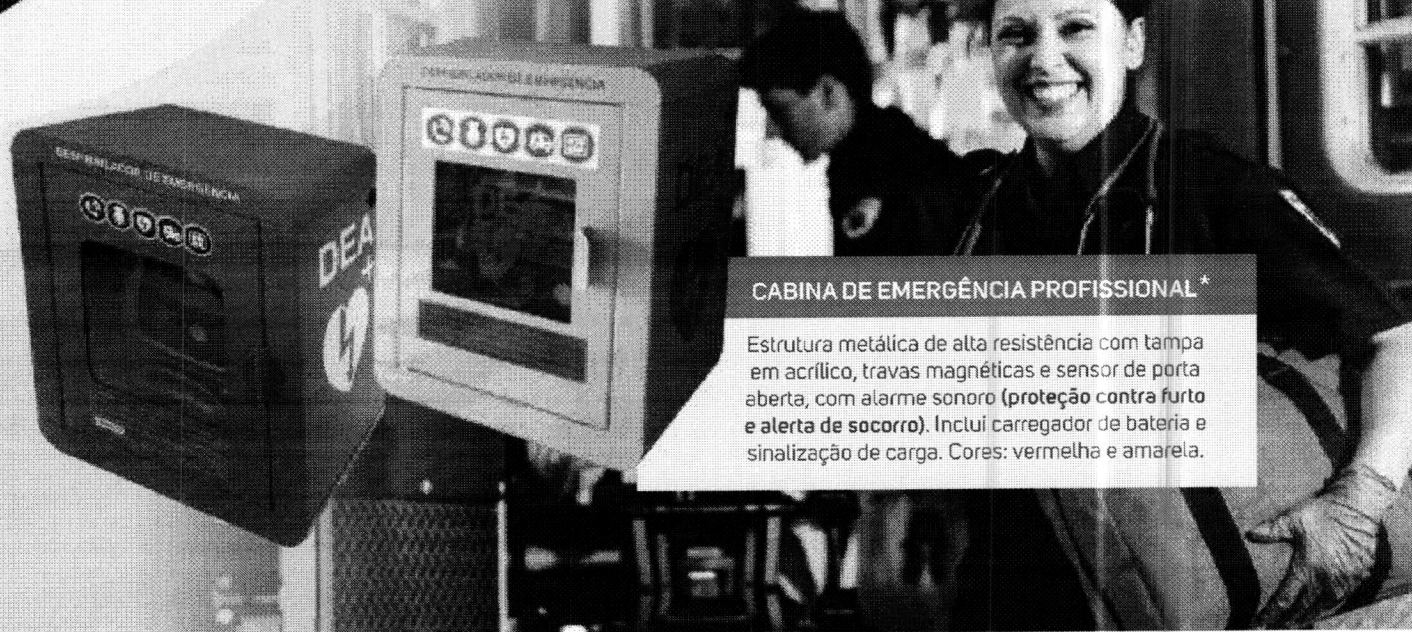 DESFIBRILADOR DE EMERGÊNCIA
DESFIBRILADOR DE EMERGÊNCIA
DEA
CABINA DE EMERGÊNCIA PROFISSIONAL*
Estrutura metálica de alta resistência com tampa
em acrílico, travas magnéticas e sensor de porta
aberta, com alarme sonoro (proteção contra furto
e alerta de socorro). Inclui carregador de bateria e
sinalização de carga. Cores: vermelha e amarela.